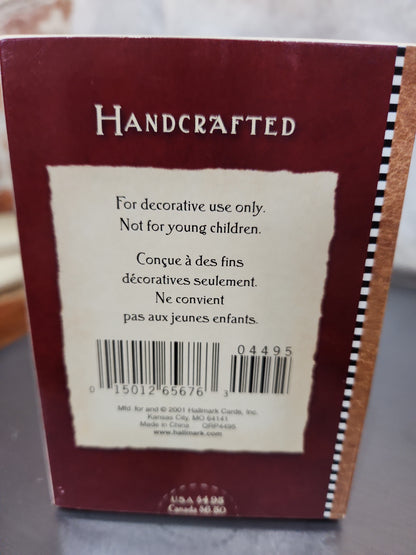 HANDCRAFTED
For decorative use only.
Not for young children.
Conçue à des fins
décoratives seulement.
Ne convient
pas aux jeunes enfants.
04495
0 15012 65676 3
Mfd. for and © 2001 Hallmark Cards, Inc.
Kansas City, MO 64141
Made in China QRP4495
www.hallmark.com
U.S.A. $4.95
Canada $6.50